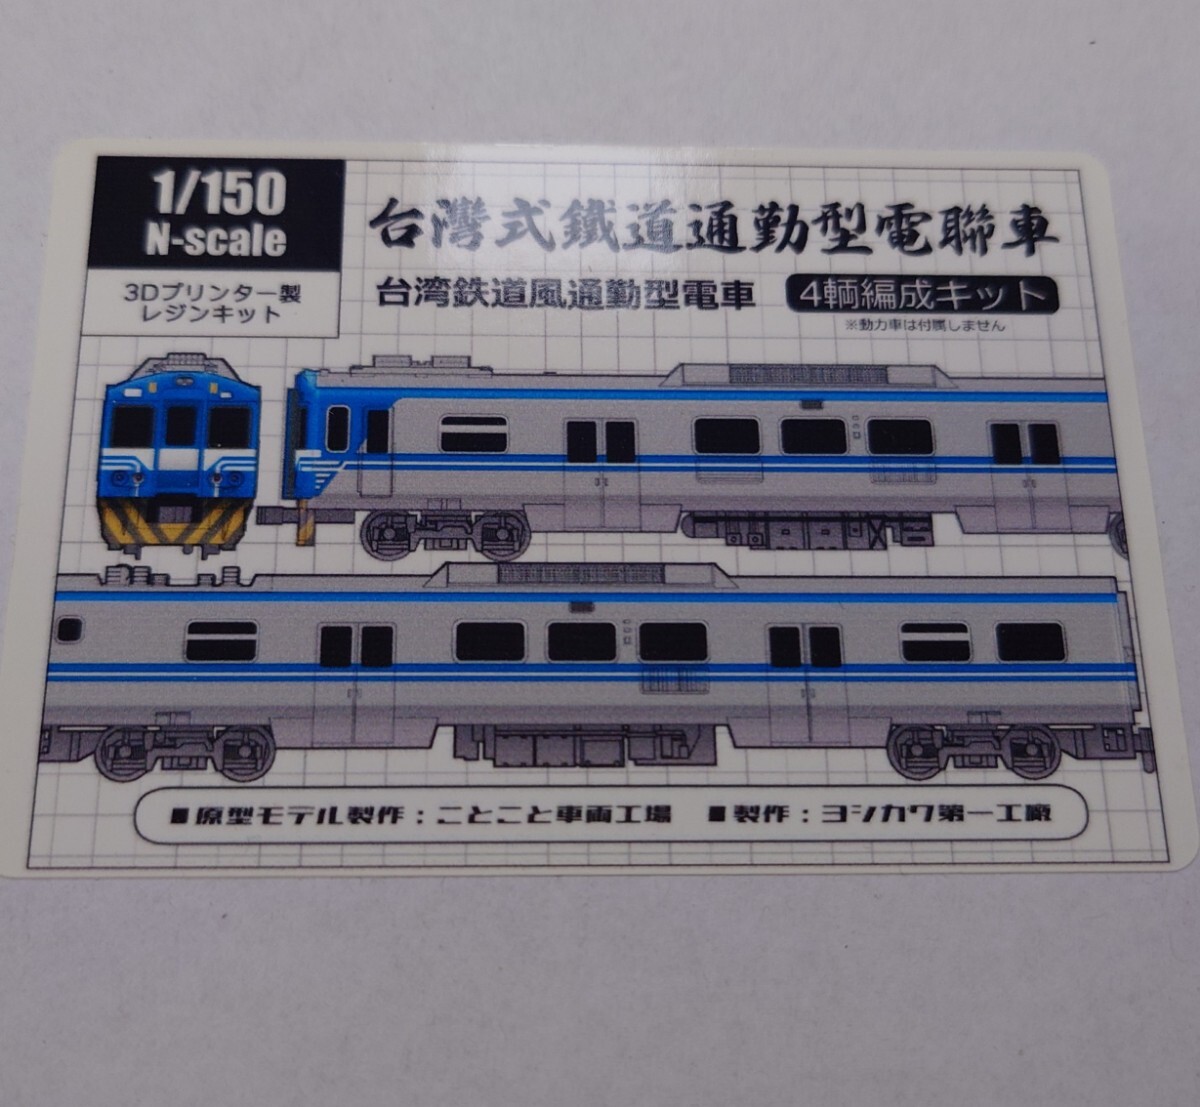 1/150
N-scale
3Dプリンター製
レジンキット
台灣式鐵道通勤型電聯車
台湾鉄道風通勤型電車 4輌編成キット
※動力車は付属しません
■原型モデル製作:ことこと車両工場 ■製作:ヨシカワ第一工廠